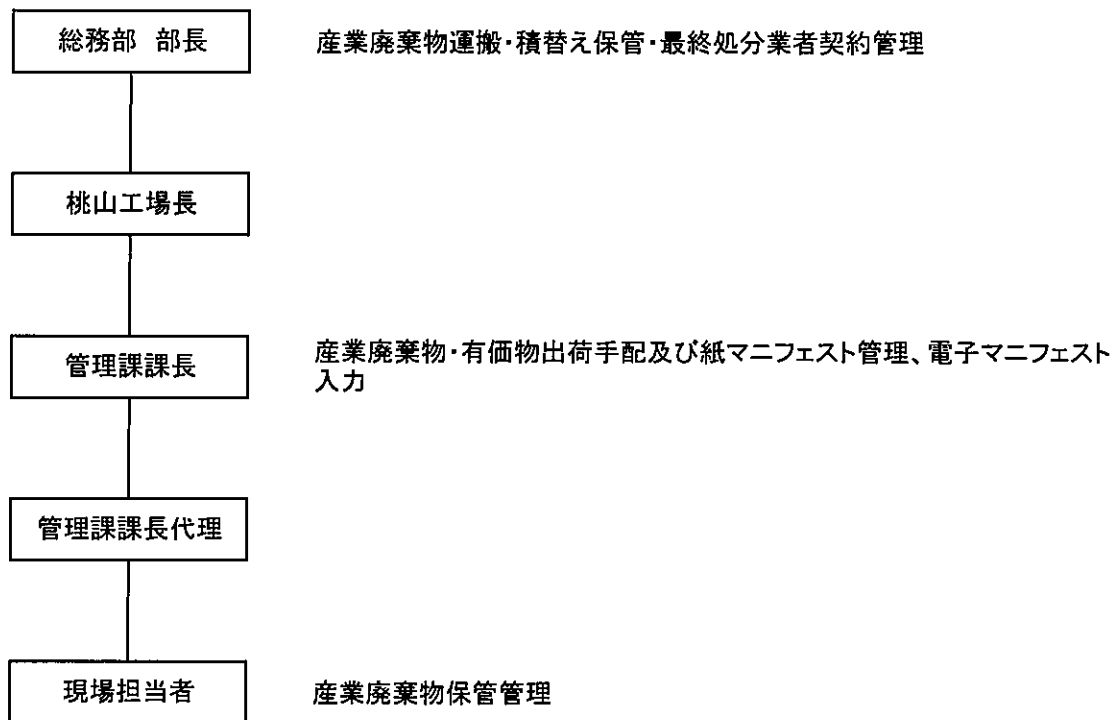 総務部 部長
産業廃棄物運搬・積替え保管・最終処分業者契約管理
桃山工場長
管理課課長
産業廃棄物・有価物出荷手配及び紙マニフェスト管理、電子マニフェスト
入力
管理課課長代理
現場担当者
産業廃棄物保管管理